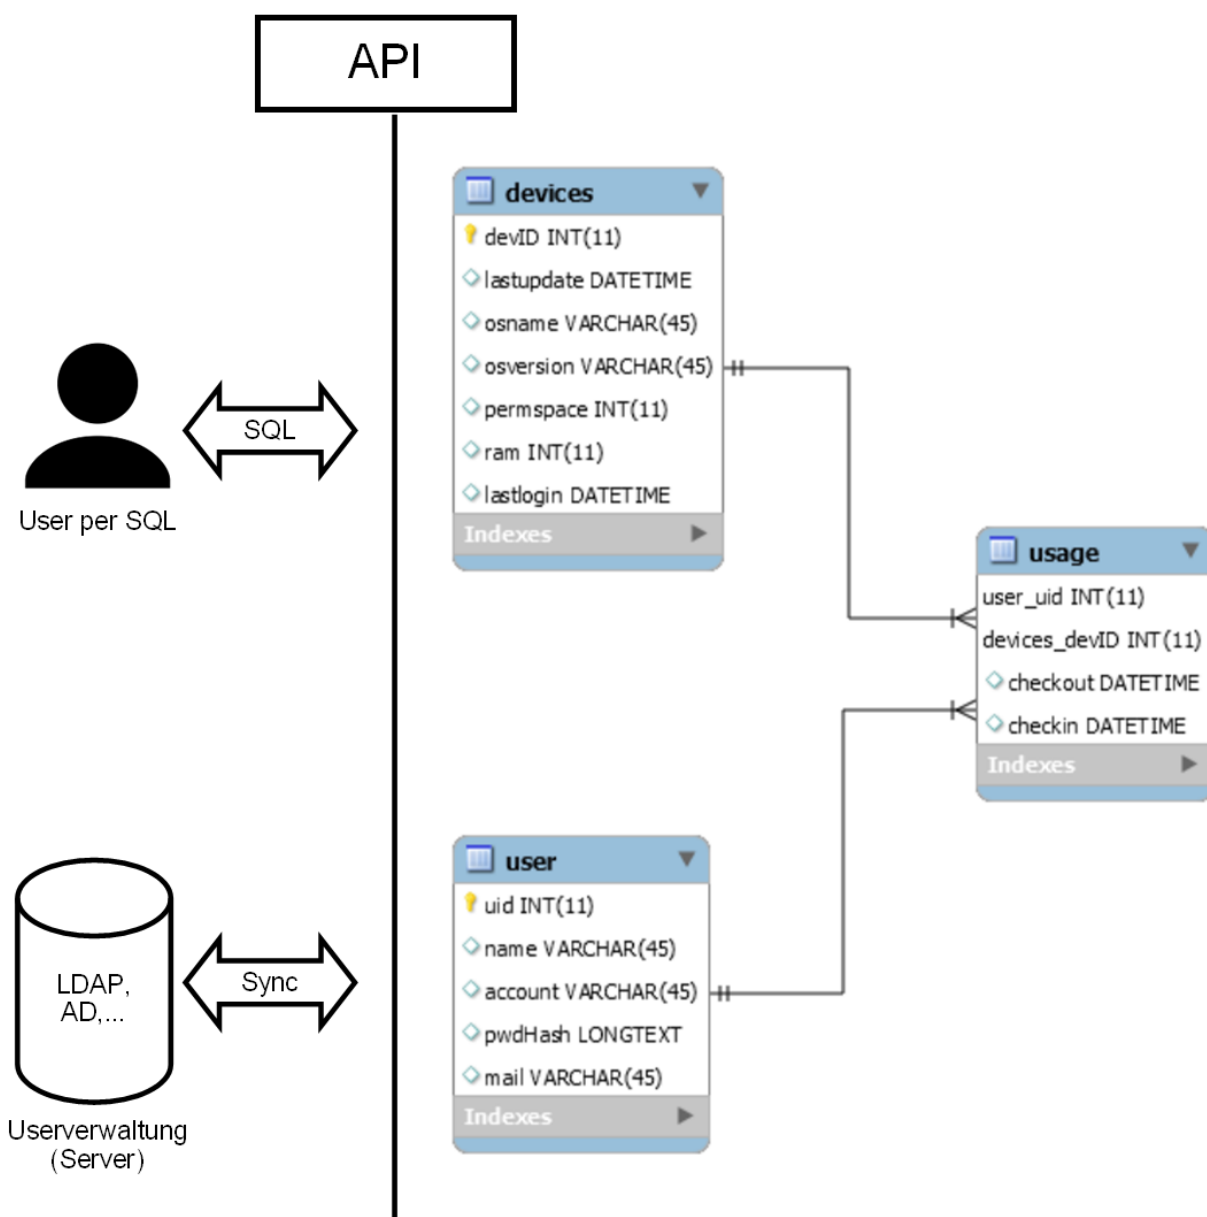 API
devices
devID INT(11)
lastupdate DATETIME
osname VARCHAR(45)
osversion VARCHAR(45)
permspace INT(11)
ram INT(11)
lastlogin DATETIME
Indexes
SQL
User per SQL
usage
user_uid INT(11)
devices_devID INT(11)
checkout DATETIME
checkin DATETIME
Indexes
user
uid INT(11)
name VARCHAR(45)
account VARCHAR(45)
pwdHash LONGTEXT
mail VARCHAR(45)
Indexes
LDAP,
AD,...
Sync
Userverwaltung
(Server)